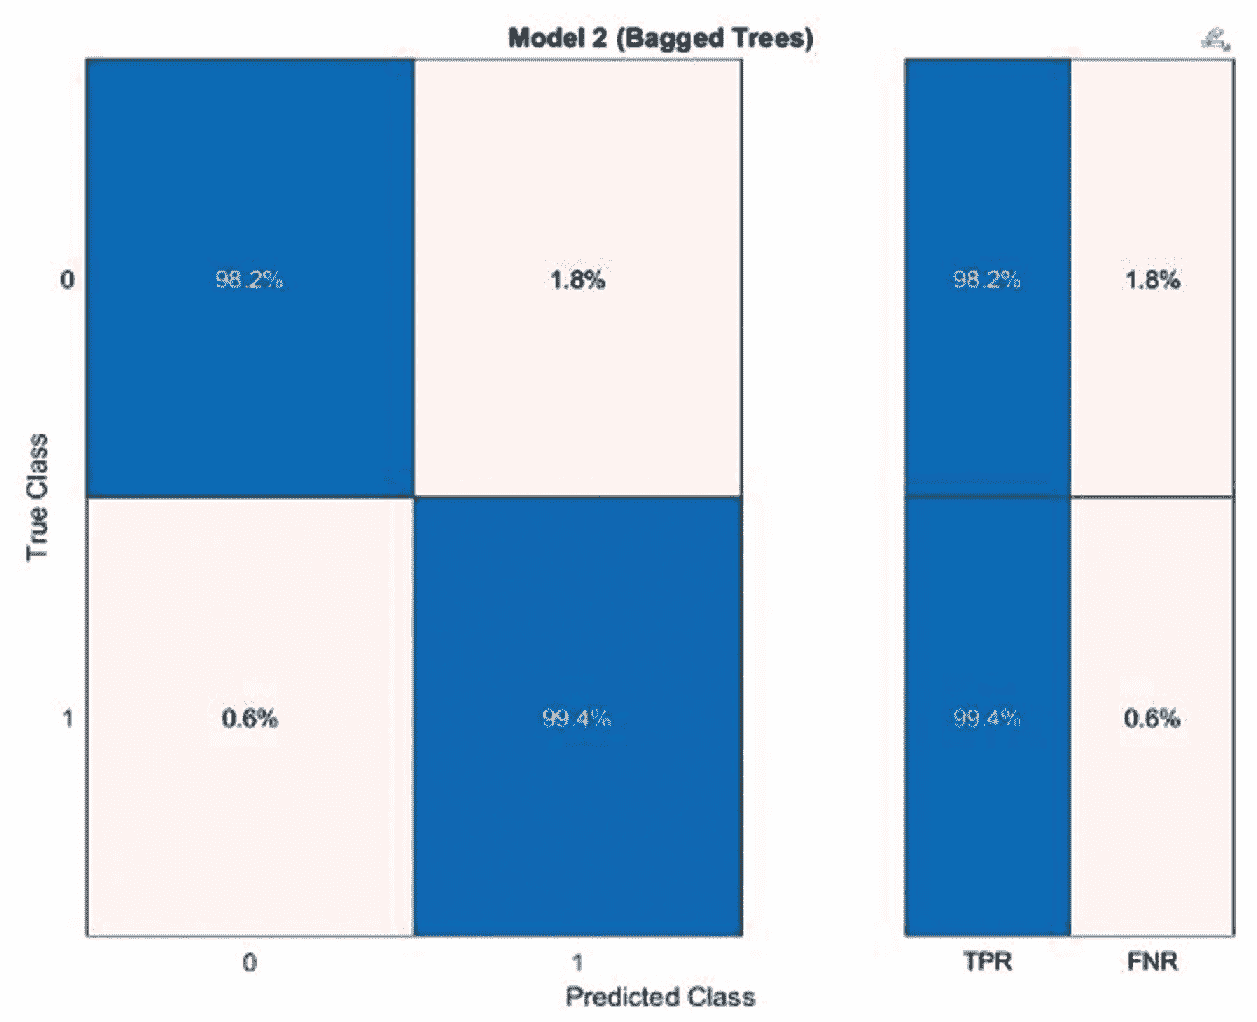 Model 2 (Bagged Trees)
0 98.2% 1.8% 98.2% 1.8%
True Class
1 0.6% 99.4% 99.4% 0.6%
0 1 TPR FNR
Predicted Class